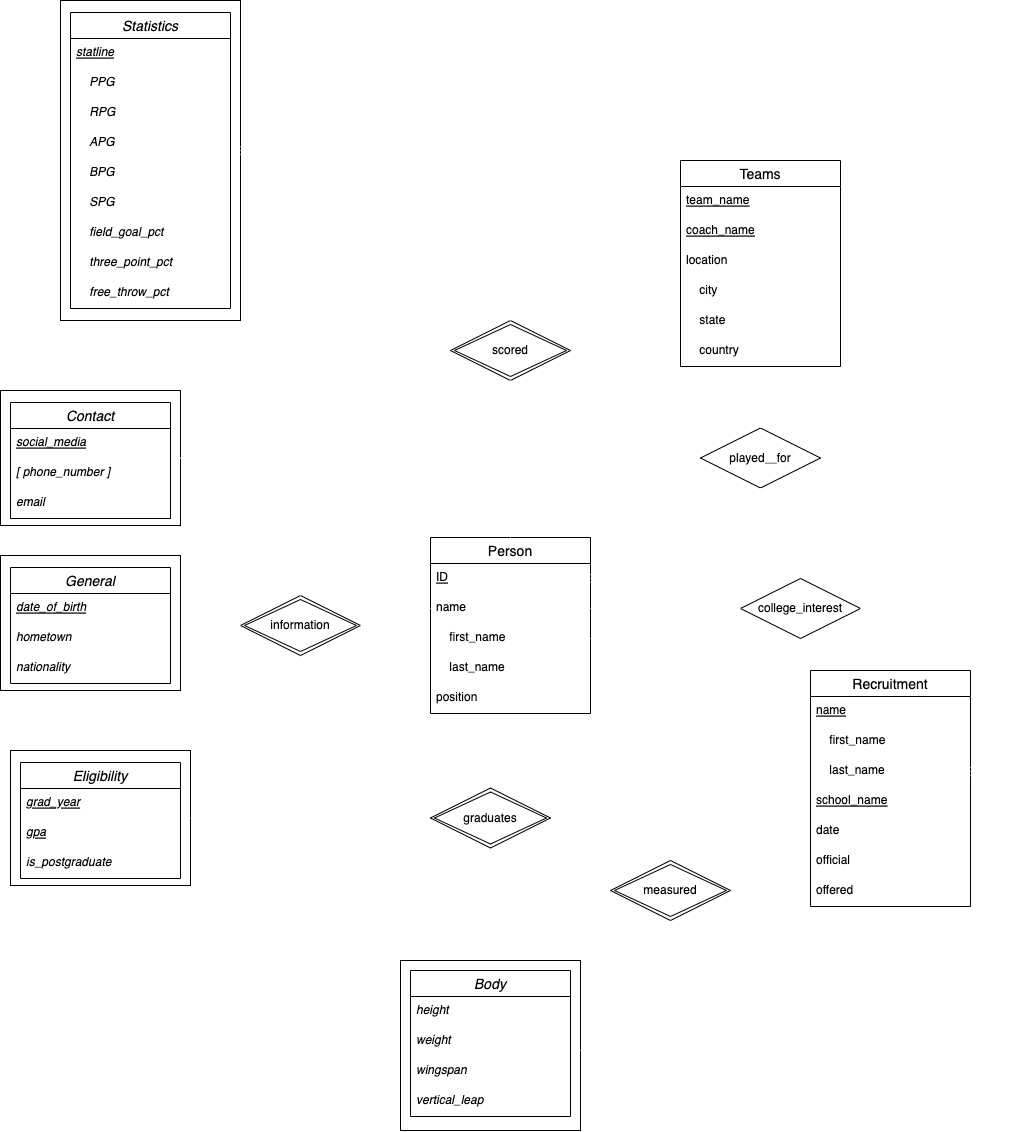 Statistics
statline
PPG
RPG
APG
BPG
SPG
field_goal_pct
three_point_pct
free_throw_pct
Teams
team_name
coach_name
location
city
state
country
scored
Contact
social_media
[ phone_number ]
email
played__for
General
date_of_birth
hometown
nationality
information
Person
ID
name
first_name
last_name
position
college_interest
Recruitment
name
first_name
last_name
school_name
date
official
offered
Eligibility
grad_year
gpa
is_postgraduate
graduates
measured
Body
height
weight
wingspan
vertical_leap